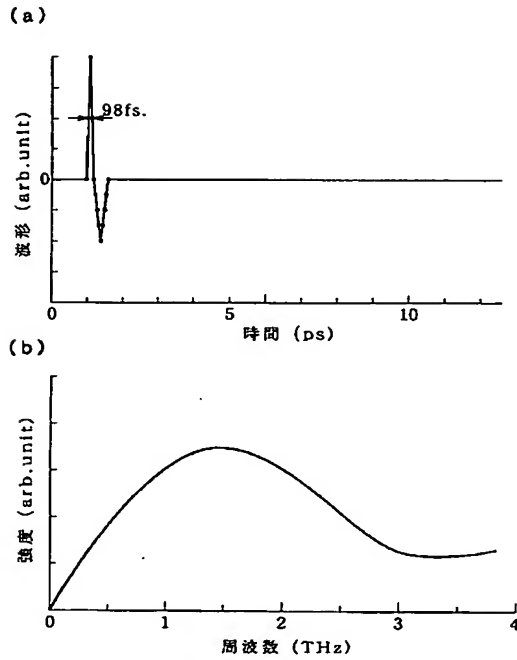 (a)
98fs.
0
波形 (arb.unit)
0 5 10
時間 (ps)
(b)
強度 (arb.unit)
0 1 2 3 4
周波数 (THz)